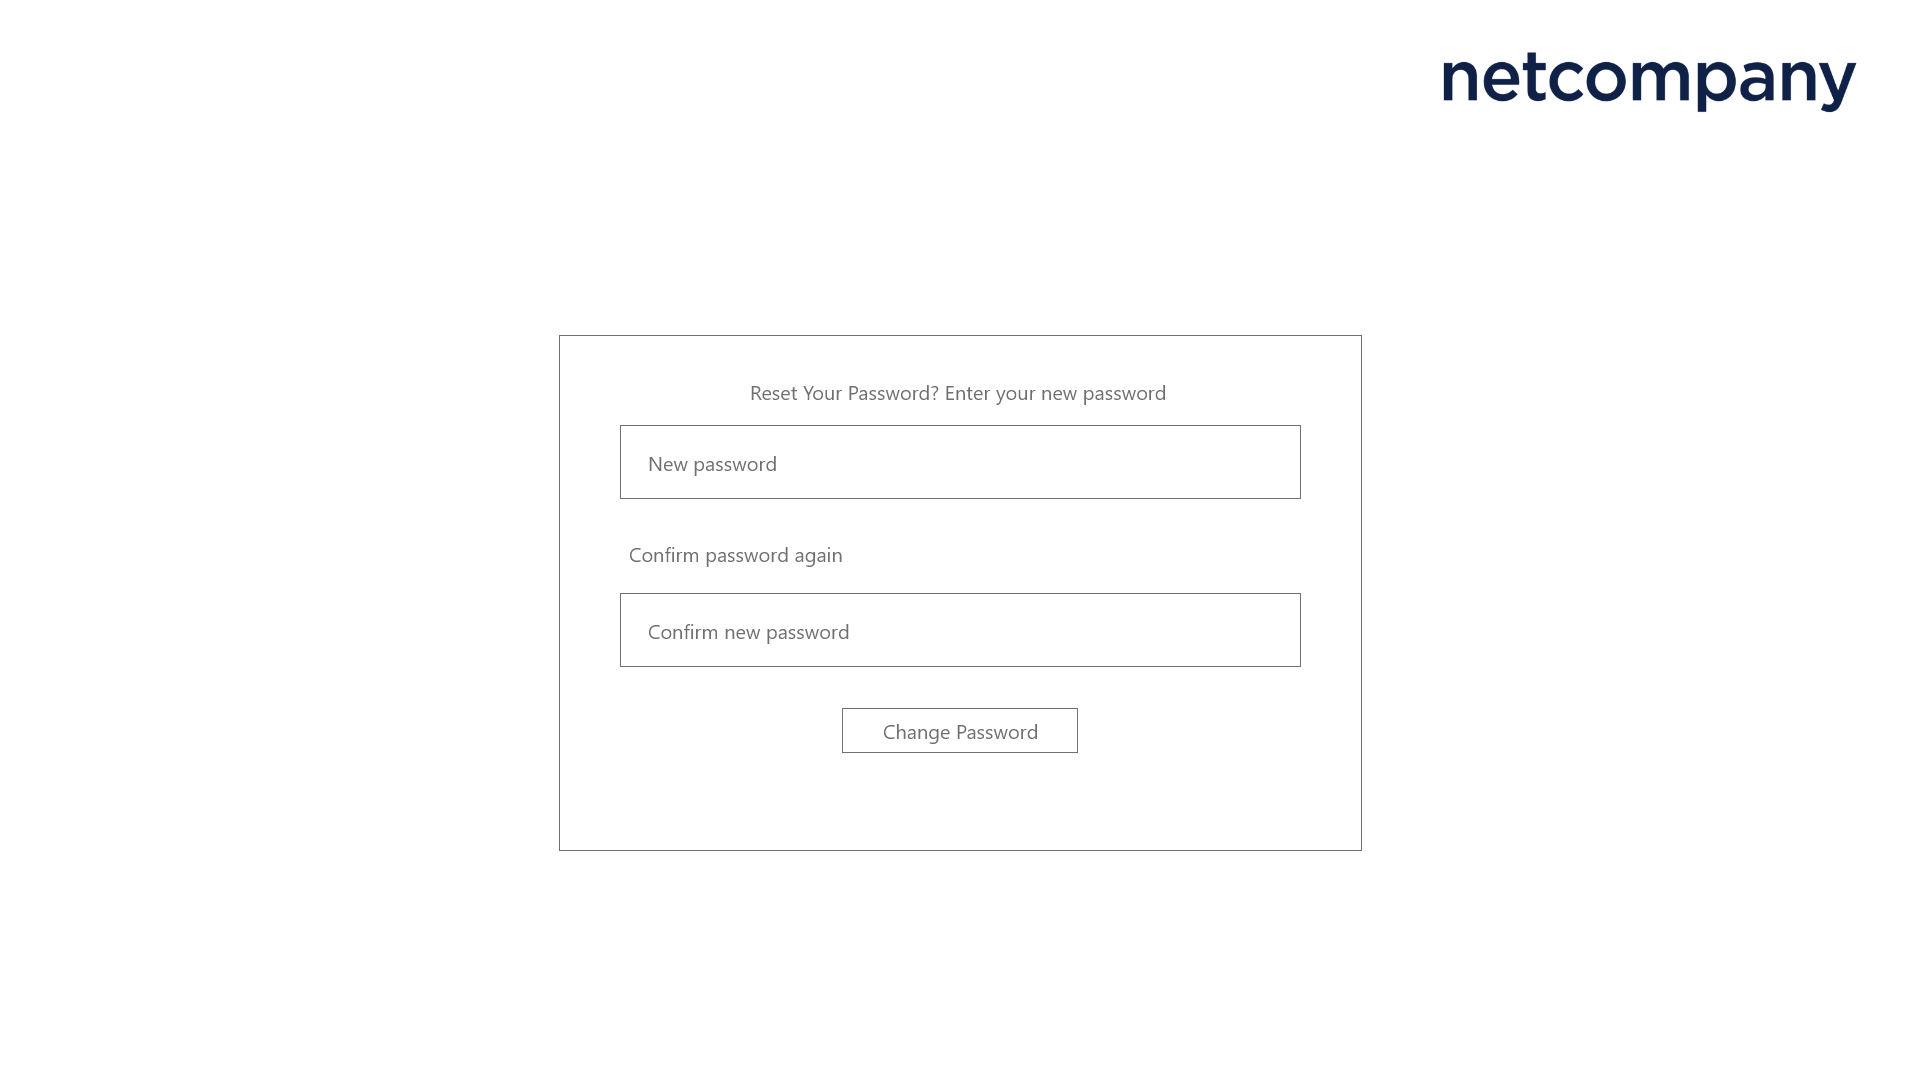 netcompany
Reset Your Password? Enter your new password
New password
Confirm password again
Confirm new password
Change Password